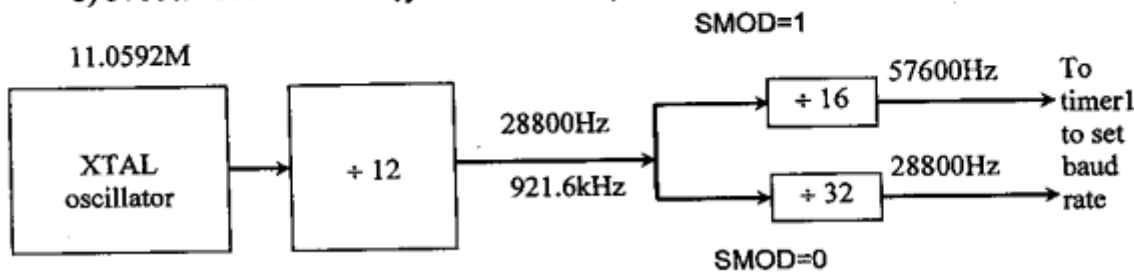 SMOD=1
11.0592M
XTAL
oscillator
÷ 12
28800Hz
921.6kHz
÷ 16
57600Hz
÷ 32
28800Hz
To
timer1
to set
baud
rate
SMOD=0